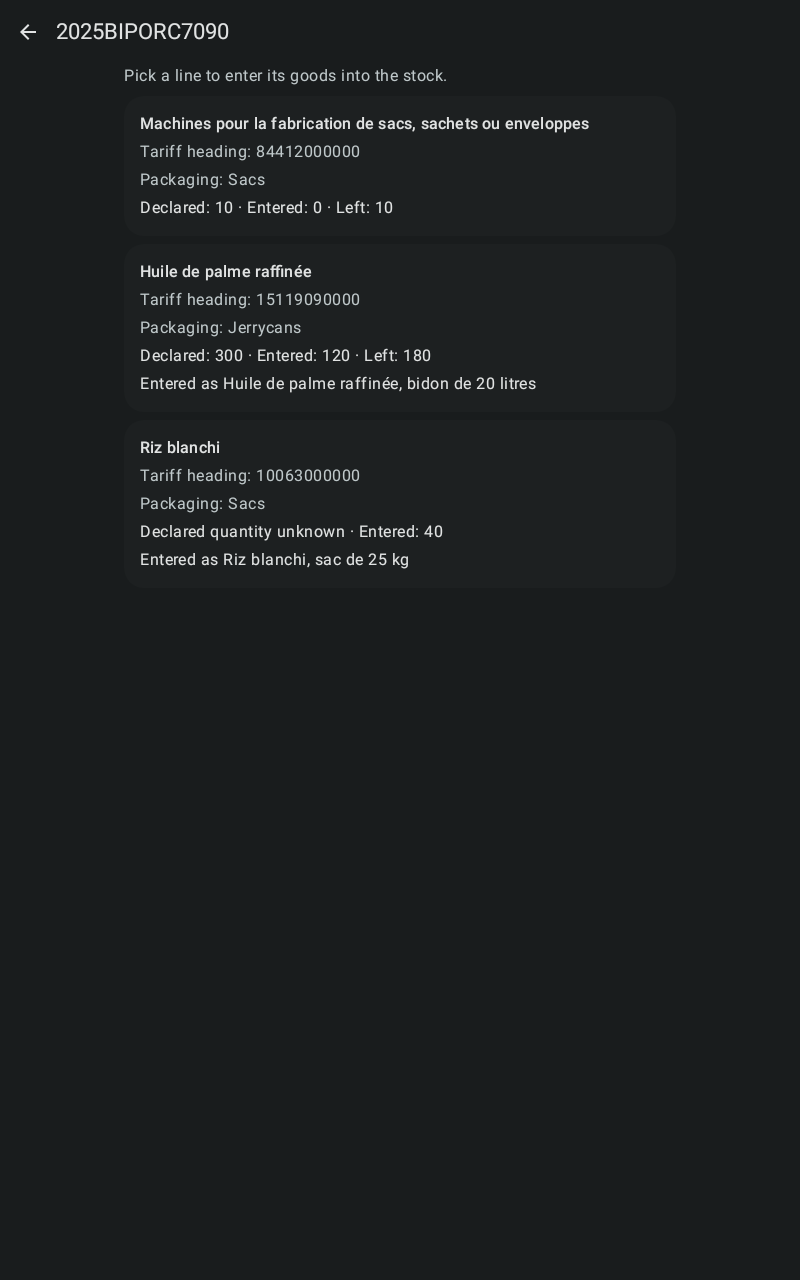 2025BIPORC7090
Pick a line to enter its goods into the stock.
Machines pour la fabrication de sacs, sachets ou enveloppes
Tariff heading: 84412000000
Packaging: Sacs
Declared: 10 · Entered: 0 · Left: 10
Huile de palme raffinée
Tariff heading: 15119090000
Packaging: Jerrycans
Declared: 300 · Entered: 120 · Left: 180
Entered as Huile de palme raffinée, bidon de 20 litres
Riz blanchi
Tariff heading: 10063000000
Packaging: Sacs
Declared quantity unknown · Entered: 40
Entered as Riz blanchi, sac de 25 kg